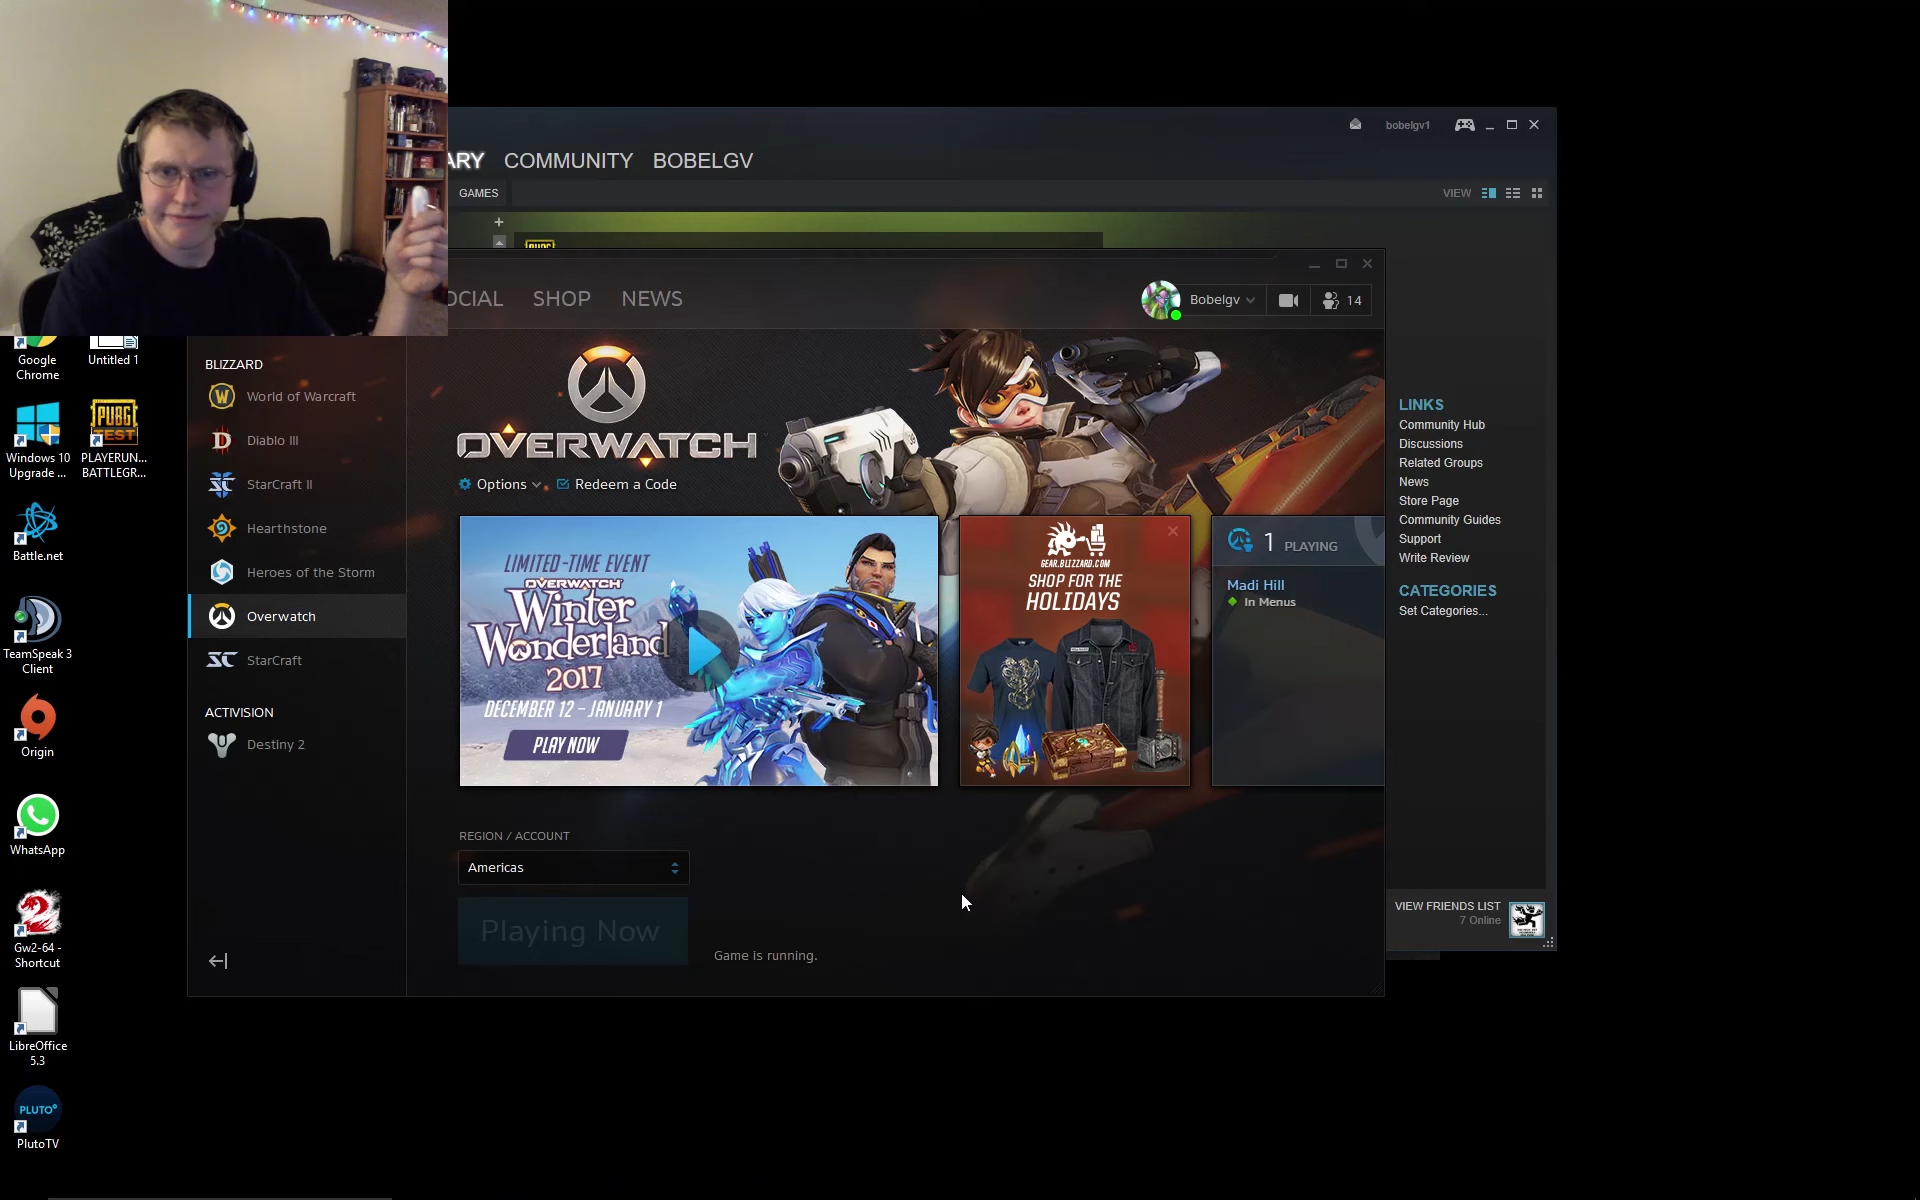 bobelgv1
ARY COMMUNITY BOBELGV
GAMES
VIEW
PUBG
OCIAL SHOP NEWS
Bobelgv
14
Google
Chrome
Untitled 1
Windows 10
Upgrade ...
PUBG
TEST
PLAYERUN...
BATTLEGR...
Battle.net
TeamSpeak 3
Client
Origin
WhatsApp
Gw2-64 -
Shortcut
LibreOffice
5.3
PLUTO
PlutoTV
BLIZZARD
World of Warcraft
Diablo III
StarCraft II
Hearthstone
Heroes of the Storm
Overwatch
StarCraft
ACTIVISION
Destiny 2
OVERWATCH
Options
Redeem a Code
LIMITED-TIME EVENT
OVERWATCH
Winter
Wonderland
2017
DECEMBER 12 – JANUARY 1
PLAY NOW
GEAR.BLIZZARD.COM
SHOP FOR THE
HOLIDAYS
1 PLAYING
Madi Hill
In Menus
REGION / ACCOUNT
Americas
Playing Now
Game is running.
LINKS
Community Hub
Discussions
Related Groups
News
Store Page
Community Guides
Support
Write Review
CATEGORIES
Set Categories...
VIEW FRIENDS LIST
7 Online